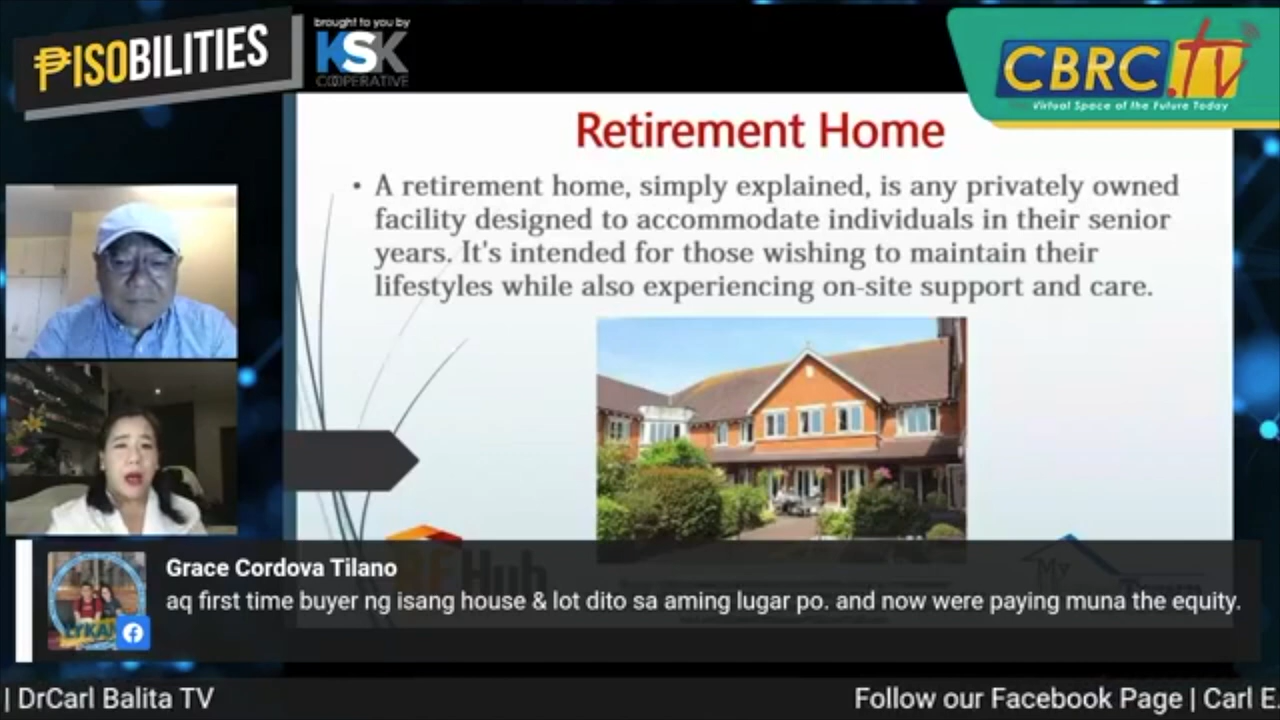 ₱ISOBILITIES
brought to you by
KSK
COOPERATIVE
CBRC.tv
Virtual Space of the Future Today
Retirement Home
• A retirement home, simply explained, is any privately owned
facility designed to accommodate individuals in their senior
years. It's intended for those wishing to maintain their
lifestyles while also experiencing on-site support and care.
Hub
My
Grace Cordova Tilano
aq first time buyer ng isang house & lot dito sa aming lugar po. and now were paying muna the equity.
| DrCarl Balita TV
Follow our Facebook Page | Carl E.